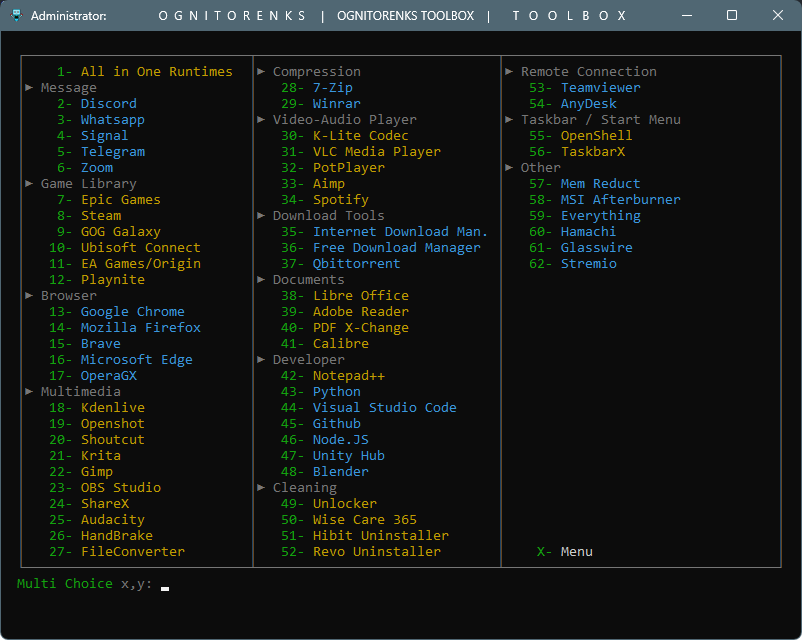 Administrator: O G N I T O R E N K S | OGNITORENKS TOOLBOX | T O O L B O X
1- All in One Runtimes
► Message
2- Discord
3- Whatsapp
4- Signal
5- Telegram
6- Zoom
► Game Library
7- Epic Games
8- Steam
9- GOG Galaxy
10- Ubisoft Connect
11- EA Games/Origin
12- Playnite
► Browser
13- Google Chrome
14- Mozilla Firefox
15- Brave
16- Microsoft Edge
17- OperaGX
► Multimedia
18- Kdenlive
19- Openshot
20- Shoutcut
21- Krita
22- Gimp
23- OBS Studio
24- ShareX
25- Audacity
26- HandBrake
27- FileConverter
► Compression
28- 7-Zip
29- Winrar
► Video-Audio Player
30- K-Lite Codec
31- VLC Media Player
32- PotPlayer
33- Aimp
34- Spotify
► Download Tools
35- Internet Download Man.
36- Free Download Manager
37- Qbittorrent
► Documents
38- Libre Office
39- Adobe Reader
40- PDF X-Change
41- Calibre
► Developer
42- Notepad++
43- Python
44- Visual Studio Code
45- Github
46- Node.JS
47- Unity Hub
48- Blender
► Cleaning
49- Unlocker
50- Wise Care 365
51- Hibit Uninstaller
52- Revo Uninstaller
► Remote Connection
53- Teamviewer
54- AnyDesk
► Taskbar / Start Menu
55- OpenShell
56- TaskbarX
► Other
57- Mem Reduct
58- MSI Afterburner
59- Everything
60- Hamachi
61- Glasswire
62- Stremio
X- Menu
Multi Choice x,y: